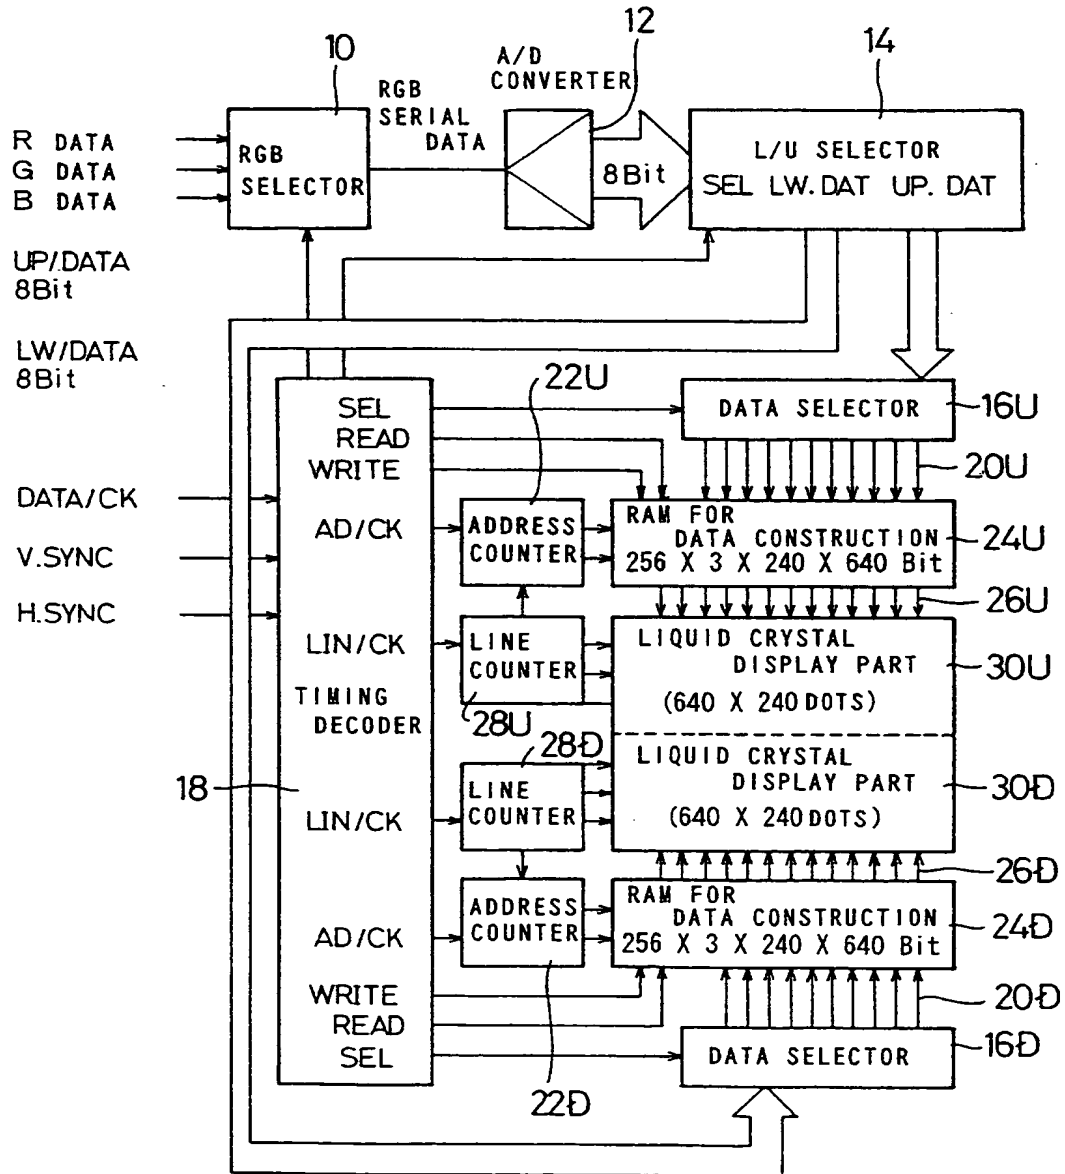 10
12
14
A/D
CONVERTER
RGB
SERIAL
DATA
R DATA
G DATA
B DATA
RGB
SELECTOR
8Bit
L/U SELECTOR
SEL LW.DAT UP. DAT
UP/.DATA
8Bit
LW/DATA
8Bit
22U
SEL
READ
WRITE
DATA SELECTOR
16U
20U
DATA/CK
V.SYNC
H.SYNC
AD/CK
ADDRESS
COUNTER
RAM FOR
DATA CONSTRUCTION
256 X 3 X 240 X 640 Bit
24U
26U
LIN/CK
LINE
COUNTER
28U
LIQUID CRYSTAL
DISPLAY PART
(640 X 240 DOTS)
30U
TIMING
DECODER
18
28D
LIN/CK
LINE
COUNTER
LIQUID CRYSTAL
DISPLAY PART
(640 X 240 DOTS)
30D
26D
AD/CK
ADDRESS
COUNTER
RAM FOR
DATA CONSTRUCTION
256 X 3 X 240 X 640 Bit
24D
20D
WRITE
READ
SEL
22D
DATA SELECTOR
16D